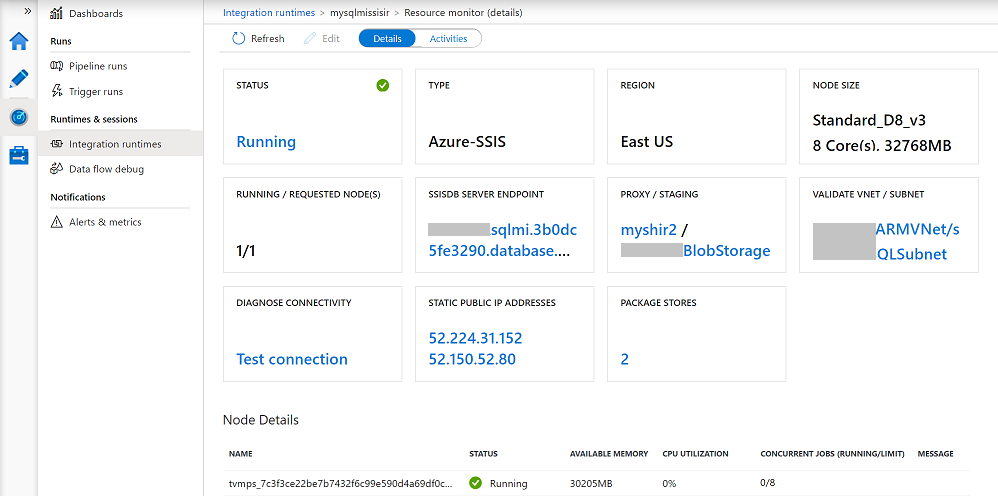 »
Dashboards
Runs
Pipeline runs
Trigger runs
Runtimes & sessions
Integration runtimes
Data flow debug
Notifications
Alerts & metrics
Integration runtimes > mysqlmissisir > Resource monitor (details)
Refresh Edit Details Activities
STATUS
Running
TYPE
Azure-SSIS
REGION
East US
NODE SIZE
Standard_D8_v3
8 Core(s). 32768MB
RUNNING / REQUESTED NODE(S)
1/1
SSISDB SERVER ENDPOINT
sqlmi.3b0dc
5fe3290.database....
PROXY / STAGING
myshir2 /
BlobStorage
VALIDATE VNET / SUBNET
ARMVNet/s
QLSubnet
DIAGNOSE CONNECTIVITY
Test connection
STATIC PUBLIC IP ADDRESSES
52.224.31.152
52.150.52.80
PACKAGE STORES
2
Node Details
NAME STATUS AVAILABLE MEMORY CPU UTILIZATION CONCURRENT JOBS (RUNNING/LIMIT) MESSAGE
tvmps_7c3f3ce22be7b7432f6c99e590d4a69df0c... Running 30205MB 0% 0/8